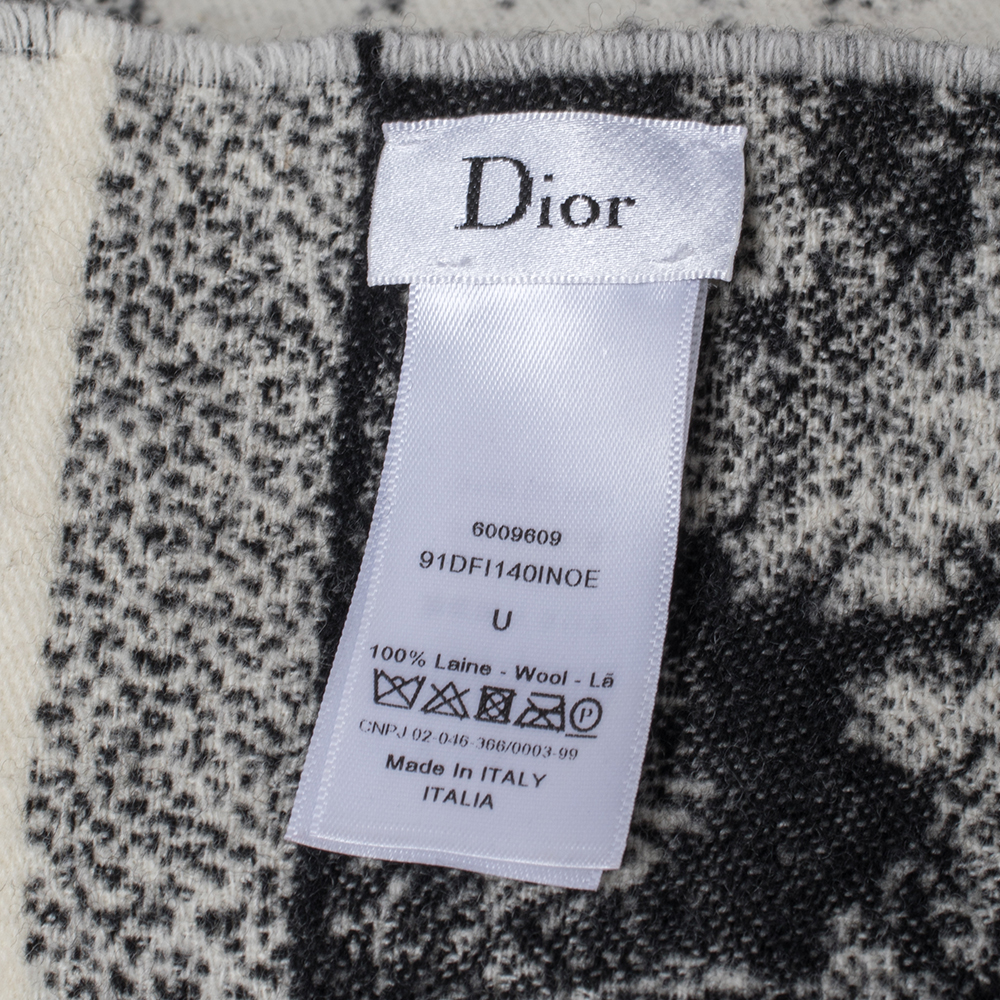 Dior
6009609
91DFI140INOE
U
100% Laine - Wool - Lã
P
CNPJ 02-046-366/0003-99
Made In ITALY
ITALIA